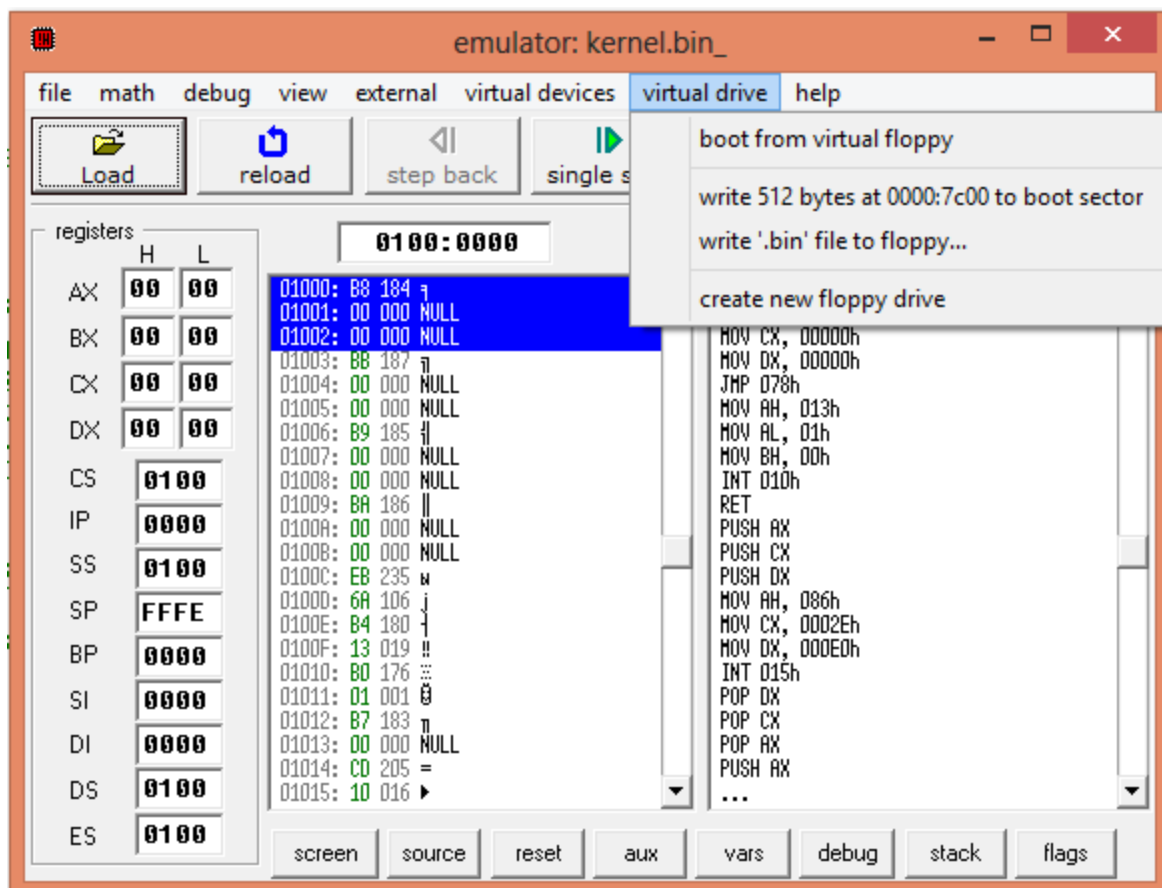 emulator: kernel.bin_
file math debug view external virtual devices virtual drive help
Load reload step back single s
boot from virtual floppy
write 512 bytes at 0000:7c00 to boot sector
write '.bin' file to floppy...
create new floppy drive
registers
H L
AX 00 00
BX 00 00
CX 00 00
DX 00 00
CS 0100
IP 0000
SS 0100
SP FFFE
BP 0000
SI 0000
DI 0000
DS 0100
ES 0100
0100:0000
01000: B8 184 ╕
01001: 00 000 NULL
01002: 00 000 NULL
01003: BB 187 ╗
01004: 00 000 NULL
01005: 00 000 NULL
01006: B9 185 ╣
01007: 00 000 NULL
01008: 00 000 NULL
01009: BA 186 ║
0100A: 00 000 NULL
0100B: 00 000 NULL
0100C: EB 235
0100D: 6A 106 j
0100E: B4 180 ┤
0100F: 13 019 ‼
01010: B0 176 ░
01011: 01 001 ☺
01012: B7 183 ╖
01013: 00 000 NULL
01014: CD 205 =
01015: 10 016 ►
MOV CX, 00000h
MOV DX, 00000h
JMP 078h
MOV AH, 013h
MOV AL, 01h
MOV BH, 00h
INT 010h
RET
PUSH AX
PUSH CX
PUSH DX
MOV AH, 086h
MOV CX, 0002Eh
MOV DX, 000E0h
INT 015h
POP DX
POP CX
POP AX
PUSH AX
...
screen source reset aux vars debug stack flags